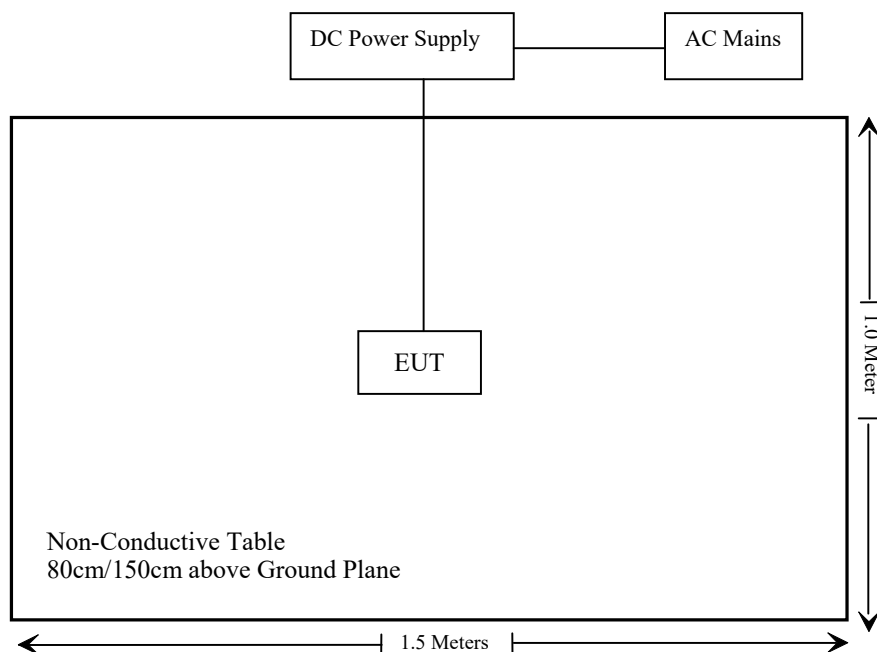 DC Power Supply
AC Mains
EUT
1.0 Meter
Non-Conductive Table
80cm/150cm above Ground Plane
1.5 Meters